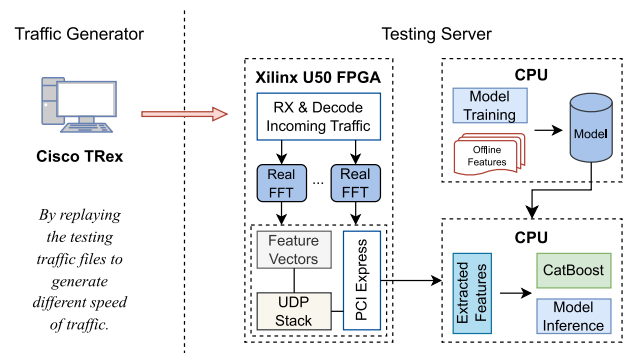 Traffic Generator
Testing Server
Cisco TRex
By replaying
the testing
traffic files to
generate
different speed
of traffic.
Xilinx U50 FPGA
RX & Decode
Incoming Traffic
Real
FFT
...
Real
FFT
Feature
Vectors
UDP
Stack
PCI Express
CPU
Model
Training
Offline
Features
Model
CPU
Extracted
Features
CatBoost
Model
Inference